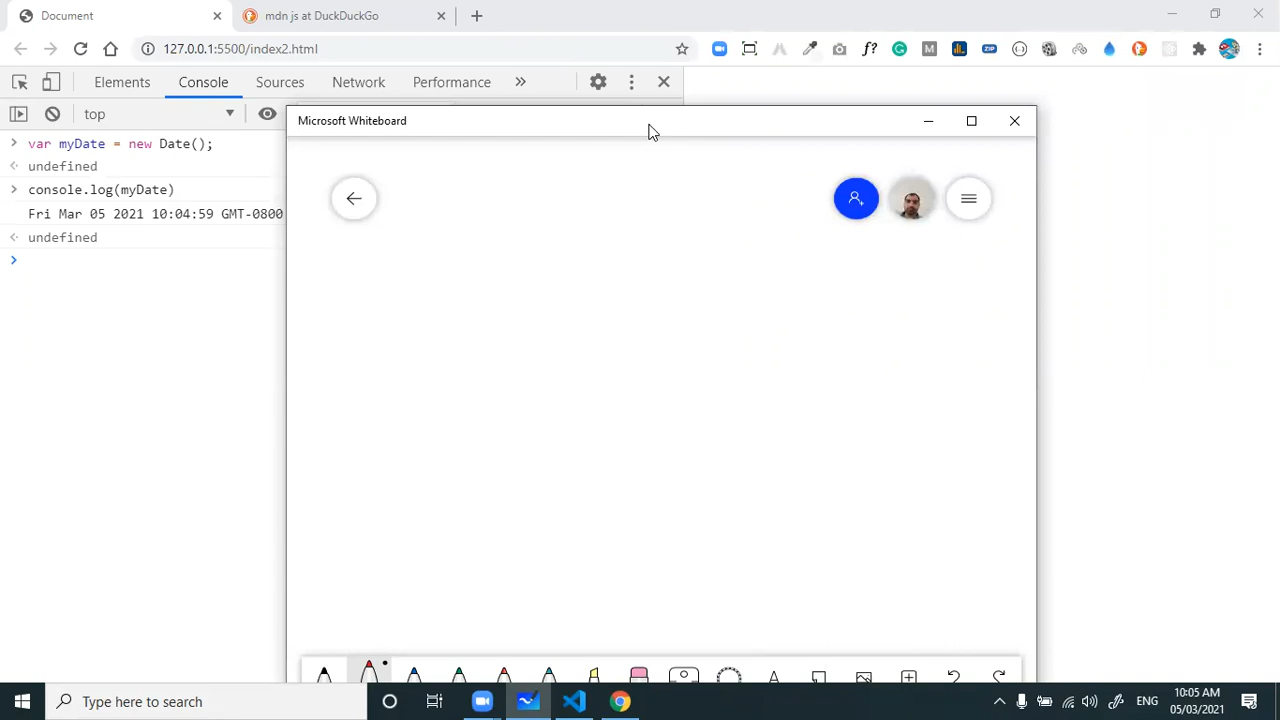 Document
mdn js at DuckDuckGo
127.0.0.1:5500/index2.html
f?
M
ZIP
Elements
Console
Sources
Network
Performance
top
var myDate = new Date();
undefined
console.log(myDate)
Fri Mar 05 2021 10:04:59 GMT-0800
undefined
Microsoft Whiteboard
Type here to search
ENG
10:05 AM
05/03/2021